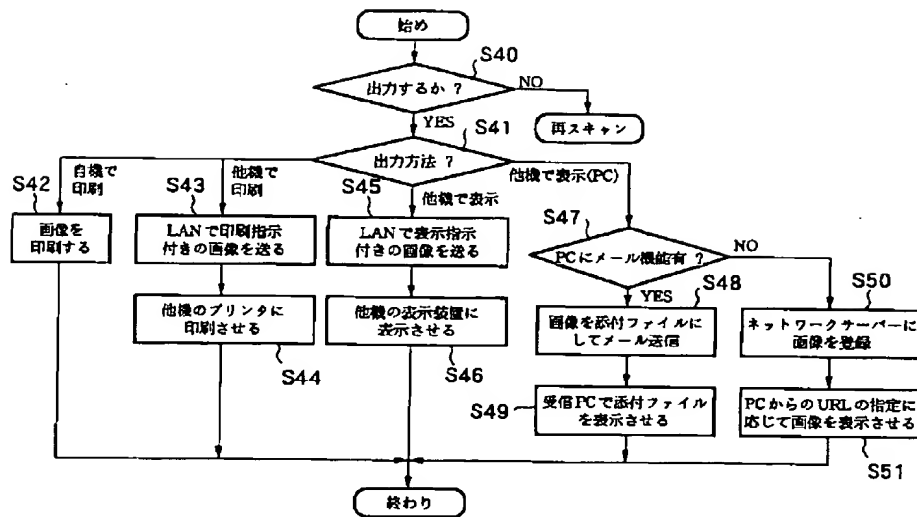 始め
S40
出力するか ?
NO
再スキャン
YES
S41
出力方法 ?
自機で
印刷
他機で
印刷
他機で表示
他機で表示(PC)
S42
画像を
印刷する
S43
LANで印刷指示
付きの画像を送る
S45
LANで表示指示
付きの画像を送る
S47
PCにメール機能有 ?
NO
YES
他機のプリンタに
印刷させる
S44
他機の表示装置に
表示させる
S46
S48
画像を添付ファイルに
してメール送信
S50
ネットワークサーバーに
画像を登録
S49
受信PCで添付ファイル
を表示させる
PCからのURLの指定に
応じて画像を表示させる
S51
終わり